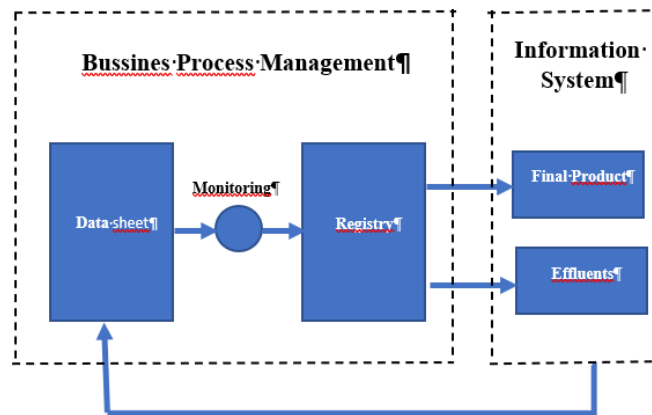 Bussines·Process·Management¶
Information·
System¶
Monitoring¶
Data·sheet¶
Registry¶
Final·Product¶
Effluents¶